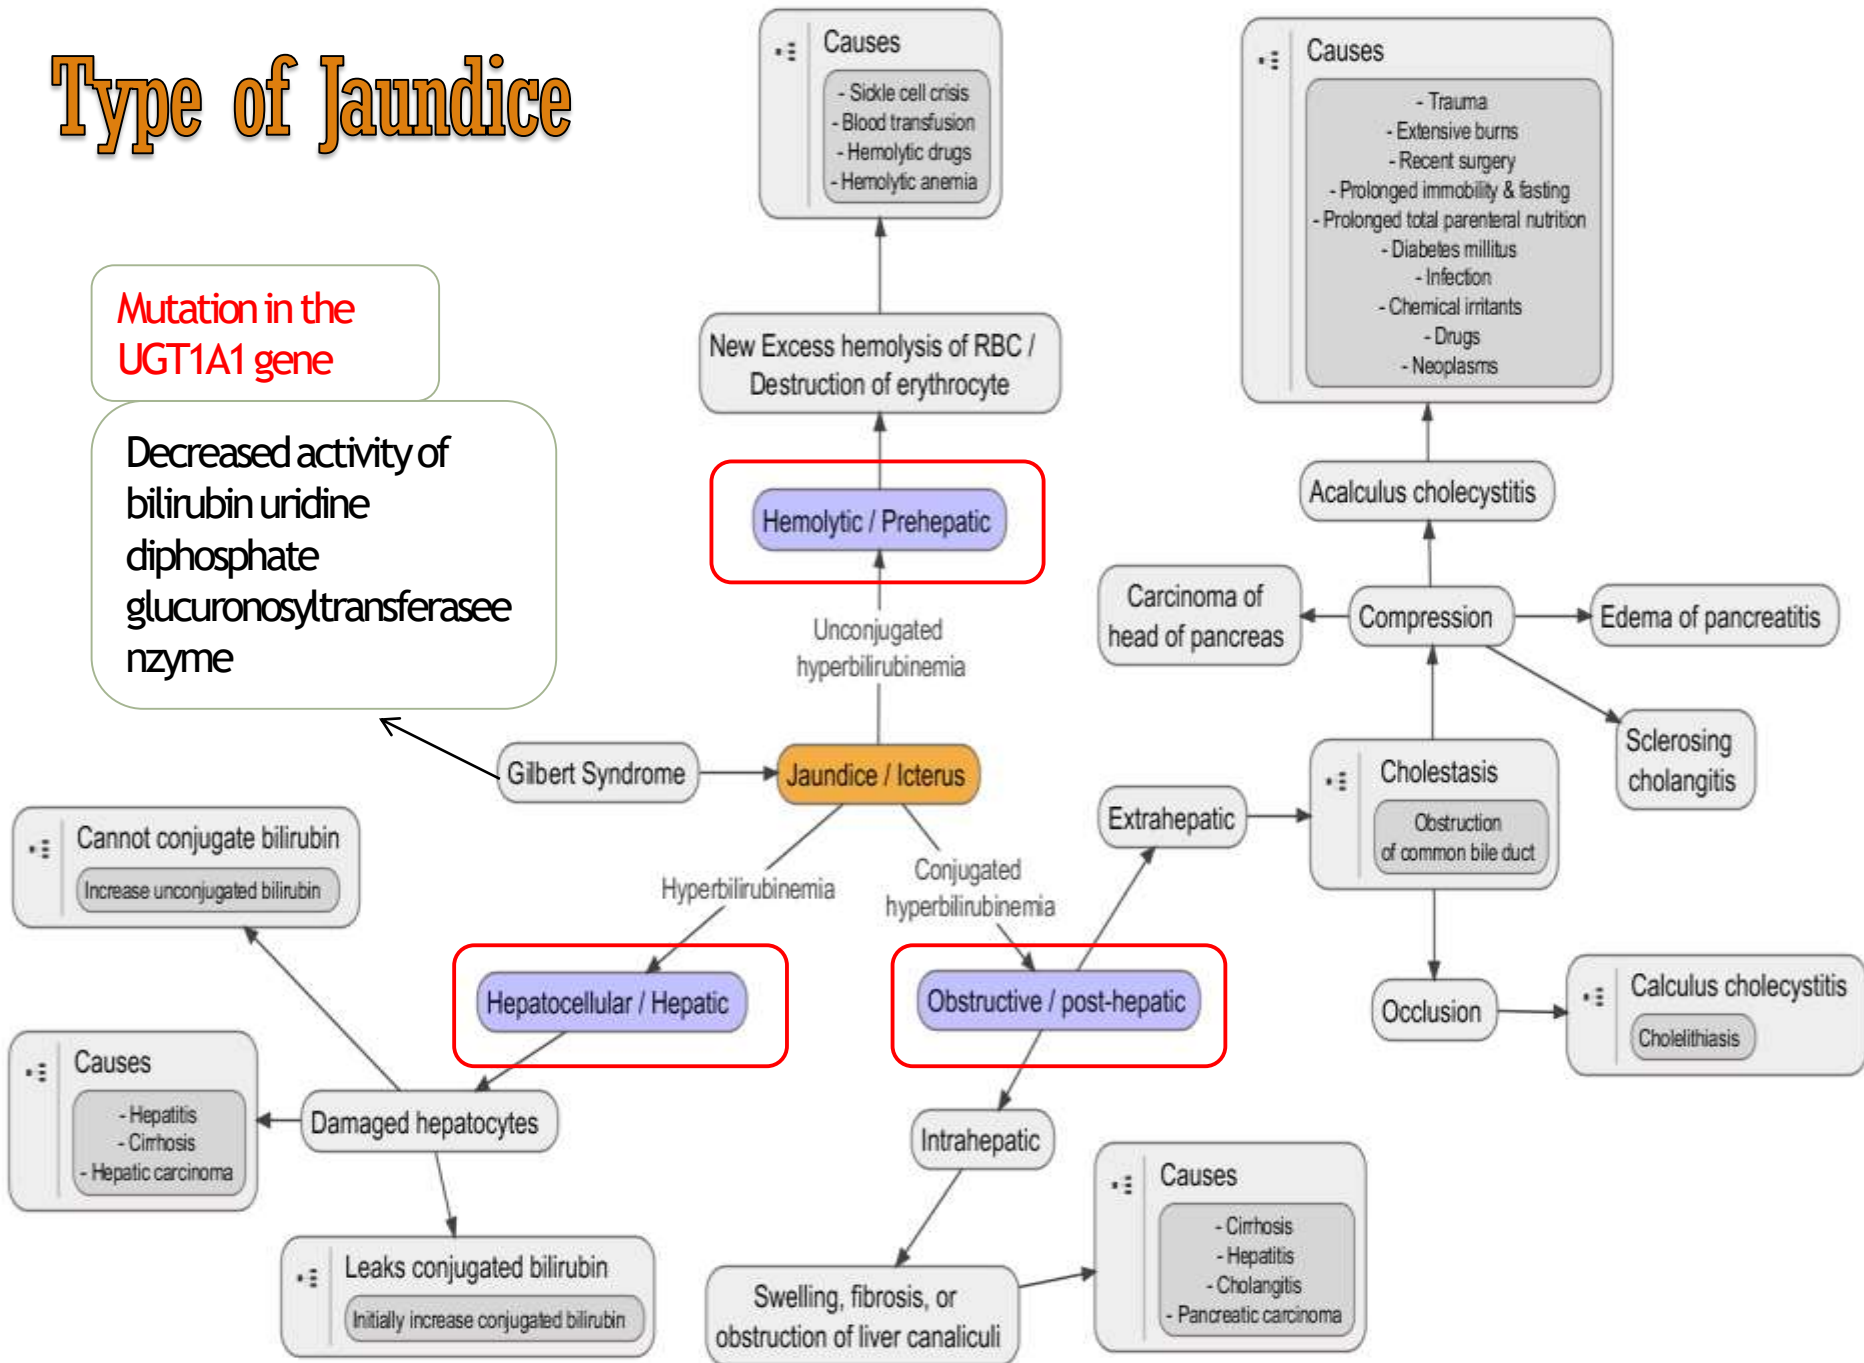 Type of Jaundice
Causes
- Sickle cell crisis
- Blood transfusion
- Hemolytic drugs
- Hemolytic anemia
Causes
- Trauma
- Extensive burns
- Recent surgery
- Prolonged immobility & fasting
- Prolonged total parenteral nutrition
- Diabetes millitus
- Infection
- Chemical irritants
- Drugs
- Neoplasms
Mutation in the
UGT1A1 gene
Decreased activity of
bilirubin uridine
diphosphate
glucuronosyltransferasee
nzyme
New Excess hemolysis of RBC /
Destruction of erythrocyte
Hemolytic / Prehepatic
Unconjugated
hyperbilirubinemia
Acalculus cholecystitis
Carcinoma of
head of pancreas
Compression
Edema of pancreatitis
Sclerosing
cholangitis
Gilbert Syndrome
Jaundice / Icterus
Extrahepatic
Cholestasis
Obstruction
of common bile duct
Cannot conjugate bilirubin
Increase unconjugated bilirubin
Hyperbilirubinemia
Conjugated
hyperbilirubinemia
Hepatocellular / Hepatic
Obstructive / post-hepatic
Occlusion
Calculus cholecystitis
Cholelithiasis
Causes
- Hepatitis
- Cirrhosis
- Hepatic carcinoma
Damaged hepatocytes
Intrahepatic
Causes
- Cirrhosis
- Hepatitis
- Cholangitis
- Pancreatic carcinoma
Leaks conjugated bilirubin
Initially increase conjugated bilirubin
Swelling, fibrosis, or
obstruction of liver canaliculi